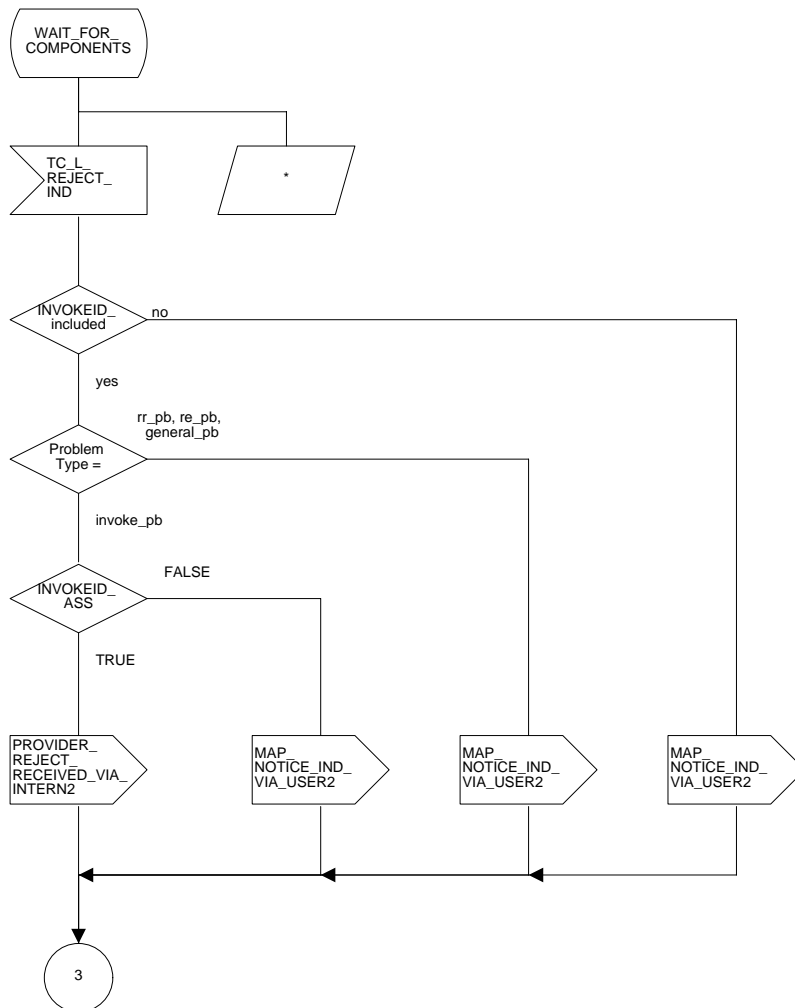 WAIT_FOR_
COMPONENTS
TC_L_
REJECT_
IND
*
INVOKEID_
included
no
yes
rr_pb, re_pb,
general_pb
Problem
Type =
invoke_pb
INVOKEID_
ASS
FALSE
TRUE
PROVIDER_
REJECT_
RECEIVED_VIA_
INTERN2
MAP_
NOTICE_IND_
VIA_USER2
MAP_
NOTICE_IND_
VIA_USER2
MAP_
NOTICE_IND_
VIA_USER2
3